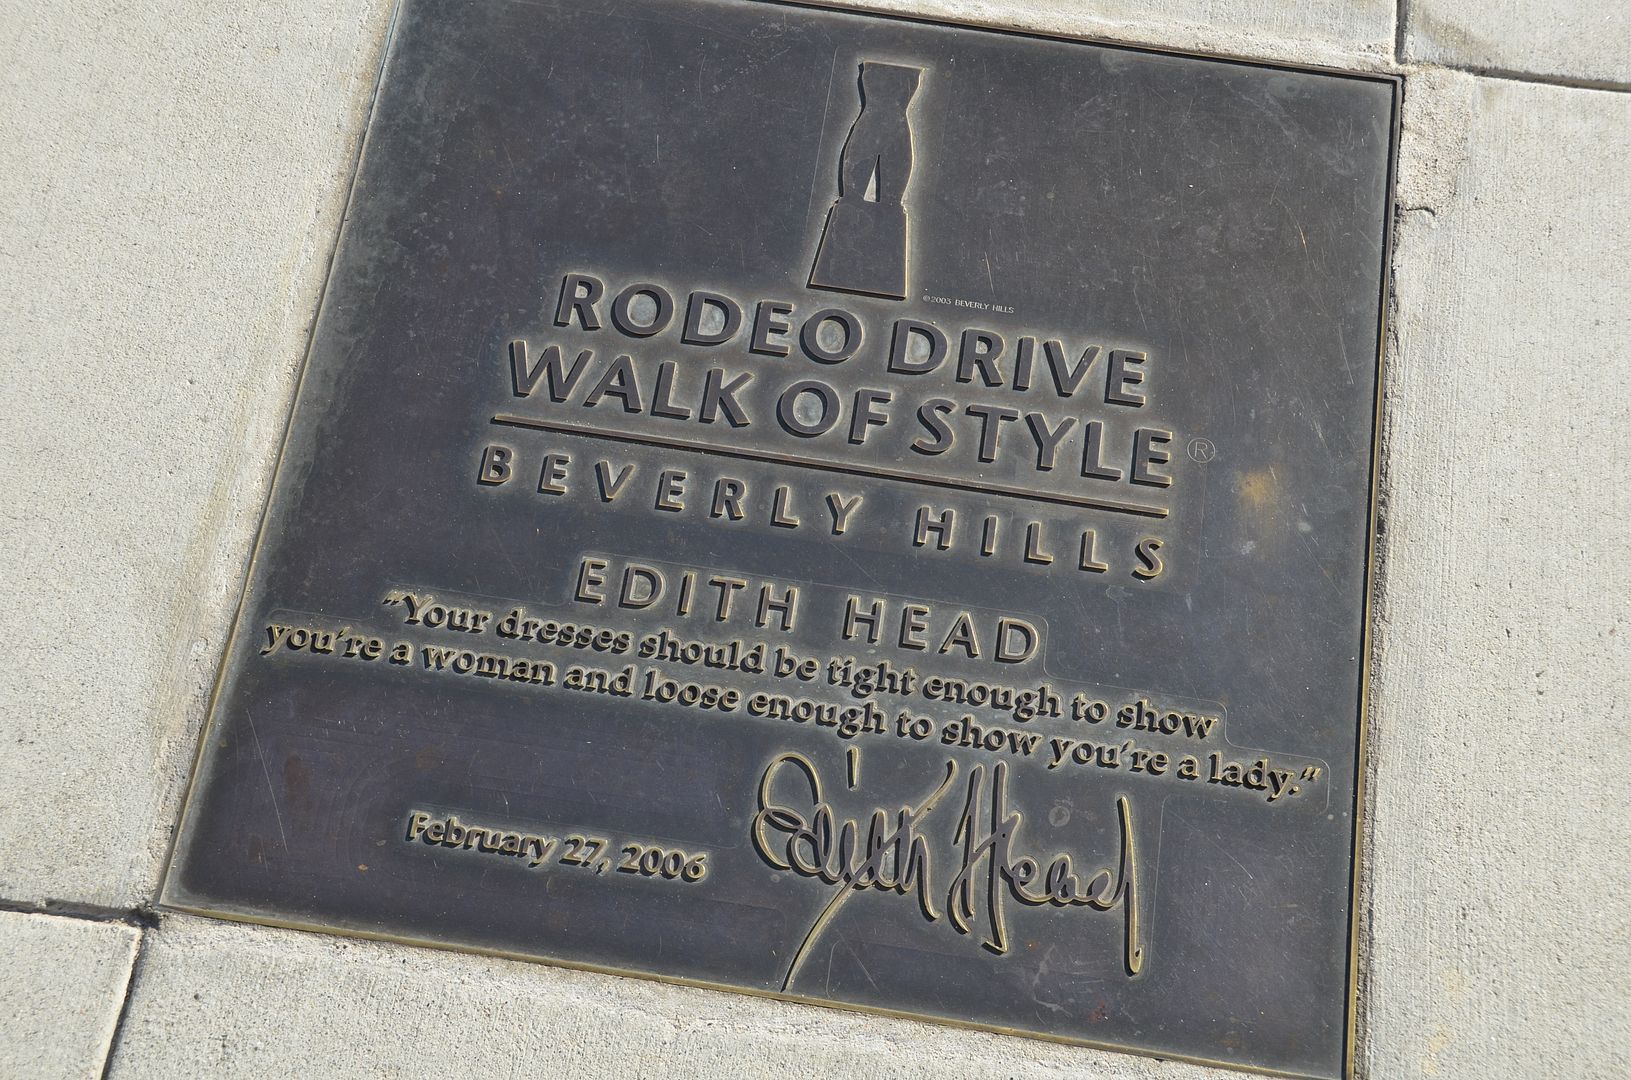 ©2003 BEVERLY HILLS
RODEO DRIVE
WALK OF STYLE®
BEVERLY HILLS
EDITH HEAD
"Your dresses should be tight enough to show
you're a woman and loose enough to show you're a lady."
February 27, 2006
Edith Head